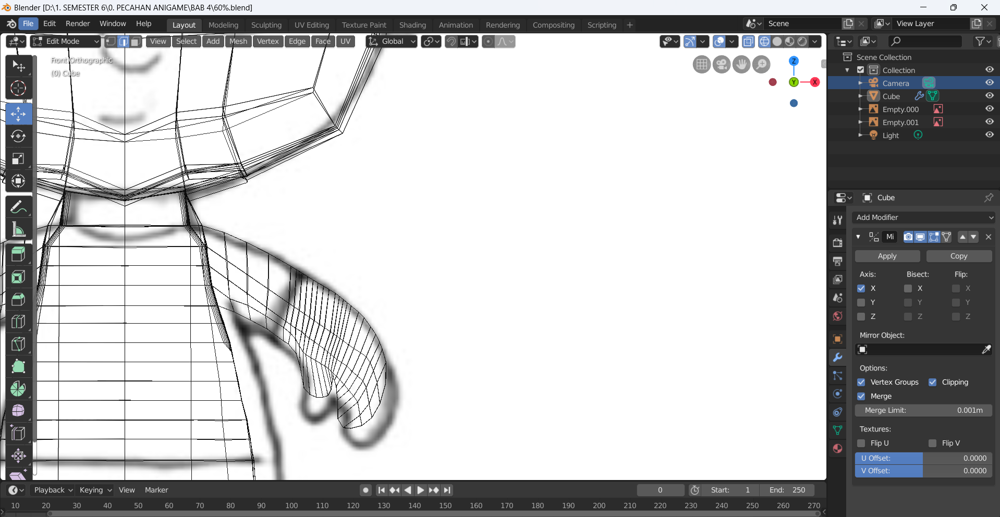 Blender [D:\1. SEMESTER 6\0. PECAHAN ANIGAME\BAB 4\60%.blend]
File Edit Render Window Help
Layout Modeling Sculpting UV Editing Texture Paint Shading Animation Rendering Compositing Scripting +
Scene
View Layer
Edit Mode
View Select Add Mesh Vertex Edge Face UV
Global
Front Orthographic
(0) Cube
Z
Y
X
Scene Collection
Collection
Camera
Cube
Empty.000
Empty.001
Light
Cube
Add Modifier
Mi
Apply Copy
Axis: Bisect: Flip:
X X X
Y Y Y
Z Z Z
Mirror Object:
Options:
Vertex Groups Clipping
Merge
Merge Limit: 0.001m
Textures:
Flip U Flip V
U Offset: 0.0000
V Offset: 0.0000
Playback Keying View Marker
0
Start: 1 End: 250
10 20 30 40 50 60 70 80 90 100 110 120 130 140 150 160 170 180 190 200 210 220 230 240 250 260 270